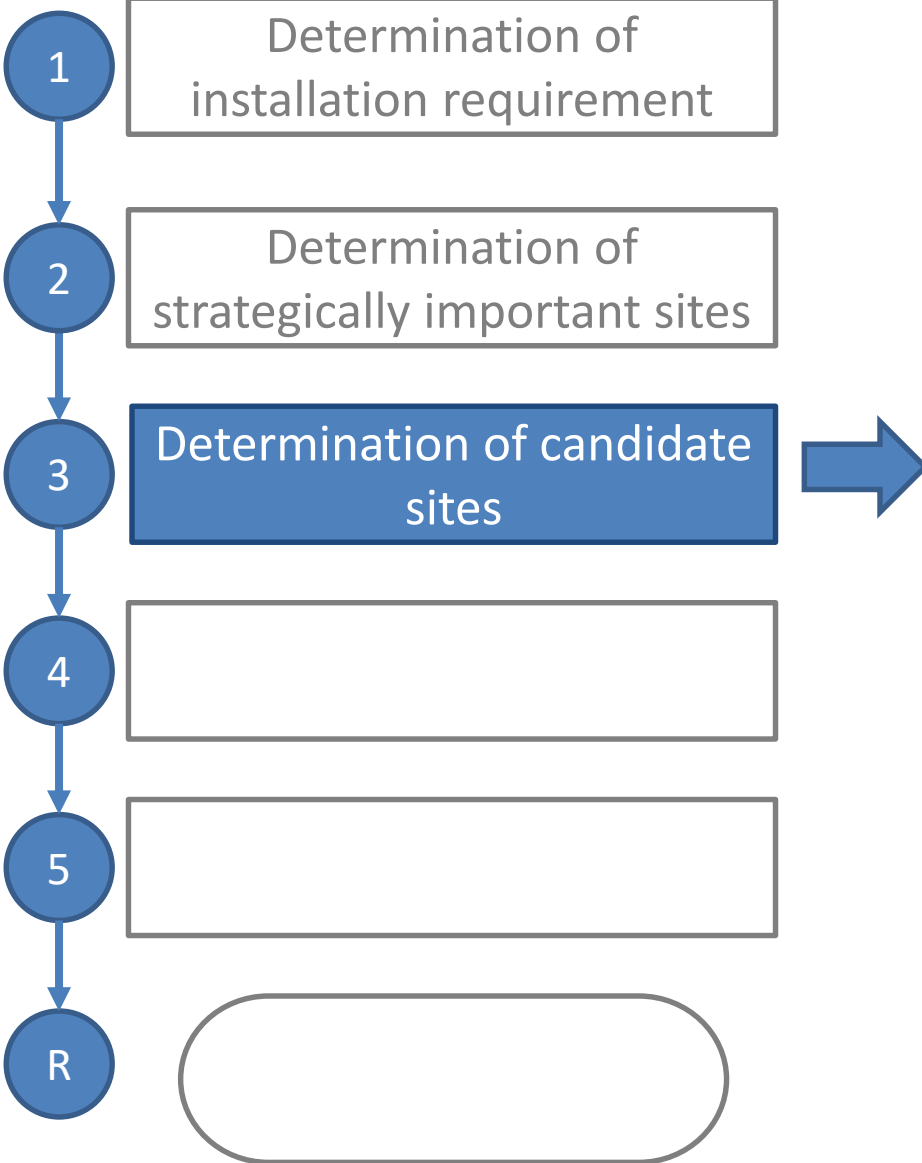 1
Determination of
installation requirement
2
Determination of
strategically important sites
3
Determination of candidate
sites
4
5
R